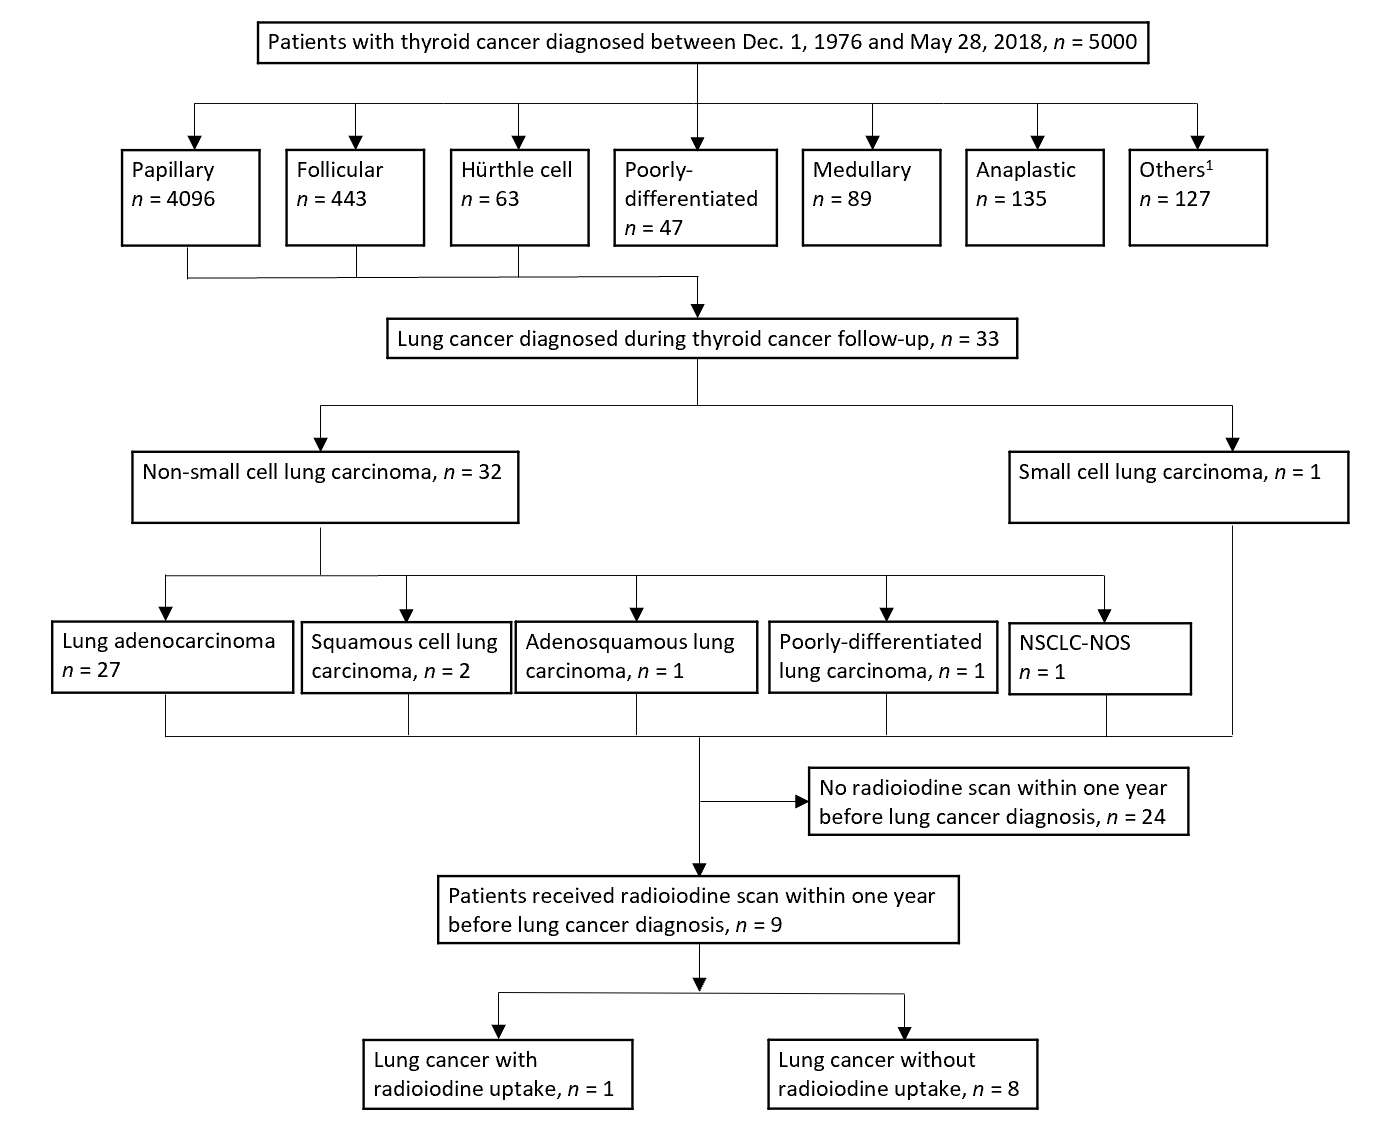 Patients with thyroid cancer diagnosed between Dec. 1, 1976 and May 28, 2018, n = 5000
Papillary
n = 4096
Follicular
n = 443
Hürthle cell
n = 63
Poorly-
differentiated
n = 47
Medullary
n = 89
Anaplastic
n = 135
Others¹
n = 127
Lung cancer diagnosed during thyroid cancer follow-up, n = 33
Non-small cell lung carcinoma, n = 32
Small cell lung carcinoma, n = 1
Lung adenocarcinoma
n = 27
Squamous cell lung
carcinoma, n = 2
Adenosquamous lung
carcinoma, n = 1
Poorly-differentiated
lung carcinoma, n = 1
NSCLC-NOS
n = 1
No radioiodine scan within one year
before lung cancer diagnosis, n = 24
Patients received radioiodine scan within one year
before lung cancer diagnosis, n = 9
Lung cancer with
radioiodine uptake, n = 1
Lung cancer without
radioiodine uptake, n = 8